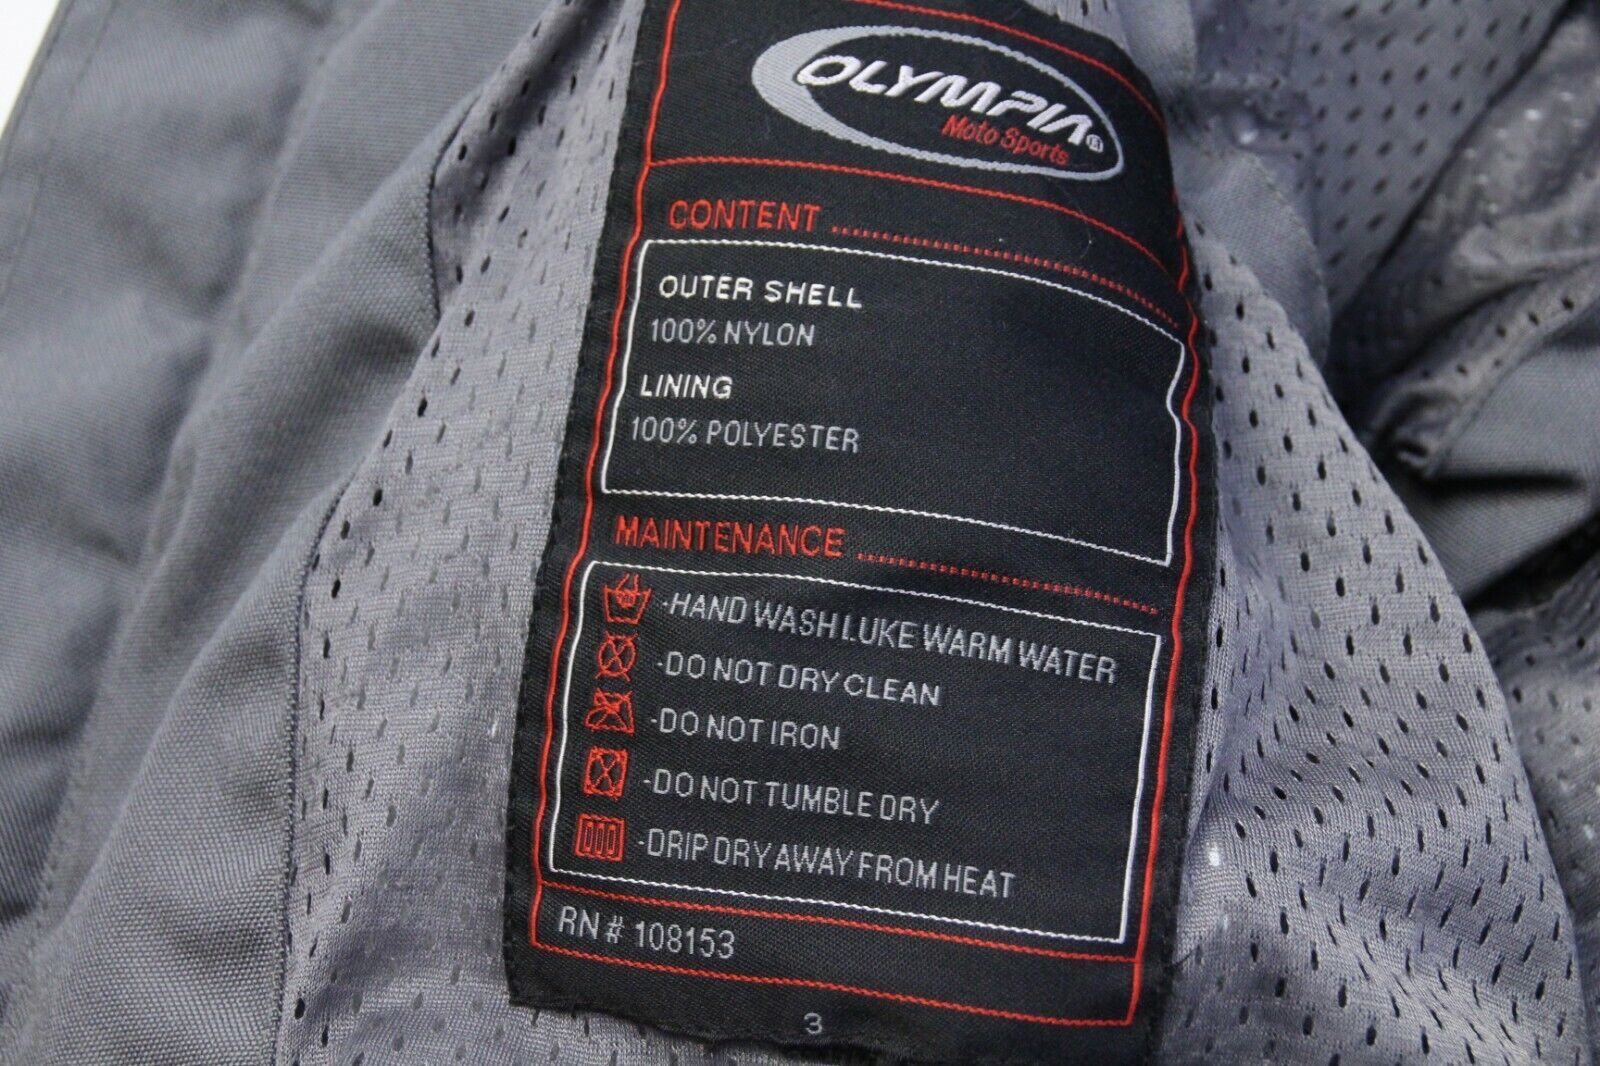 OLYMPIA®
Moto Sports
CONTENT ........................................
OUTER SHELL
100% NYLON
LINING
100% POLYESTER
MAINTENANCE ........................................
-HAND WASH LUKE WARM WATER
-DO NOT DRY CLEAN
-DO NOT IRON
-DO NOT TUMBLE DRY
-DRIP DRY AWAY FROM HEAT
RN # 108153
3